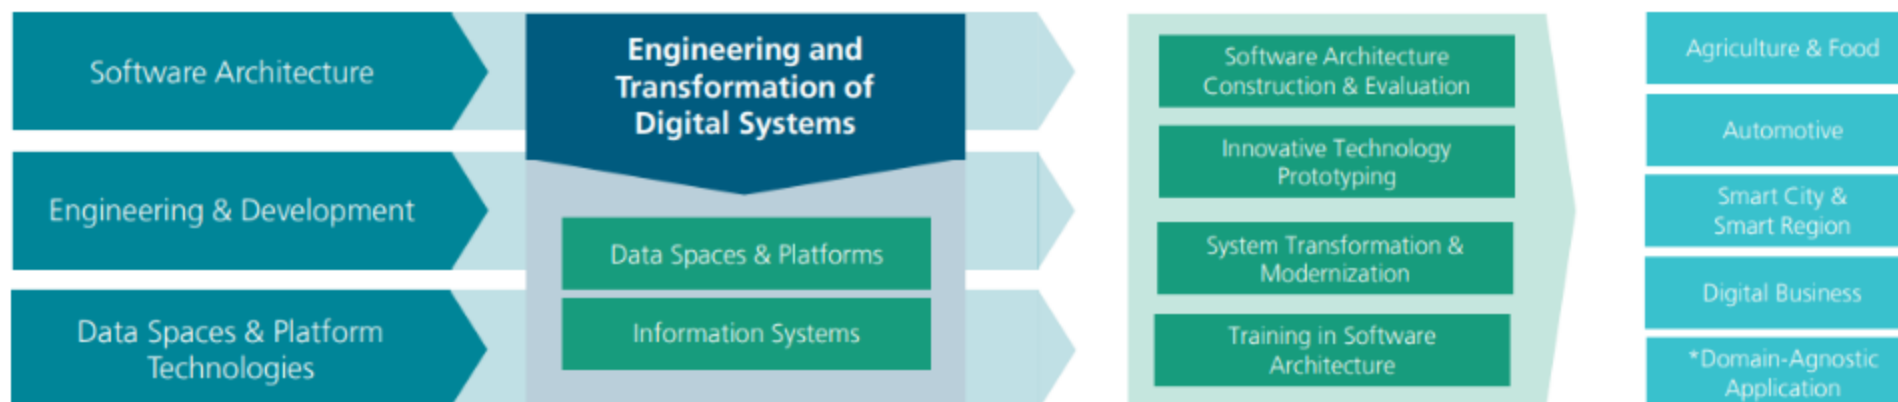 Software Architecture
Engineering & Development
Data Spaces & Platform
Technologies
Engineering and
Transformation of
Digital Systems
Data Spaces & Platforms
Information Systems
Software Architecture
Construction & Evaluation
Innovative Technology
Prototyping
System Transformation &
Modernization
Training in Software
Architecture
Agriculture & Food
Automotive
Smart City &
Smart Region
Digital Business
*Domain-Agnostic
Application